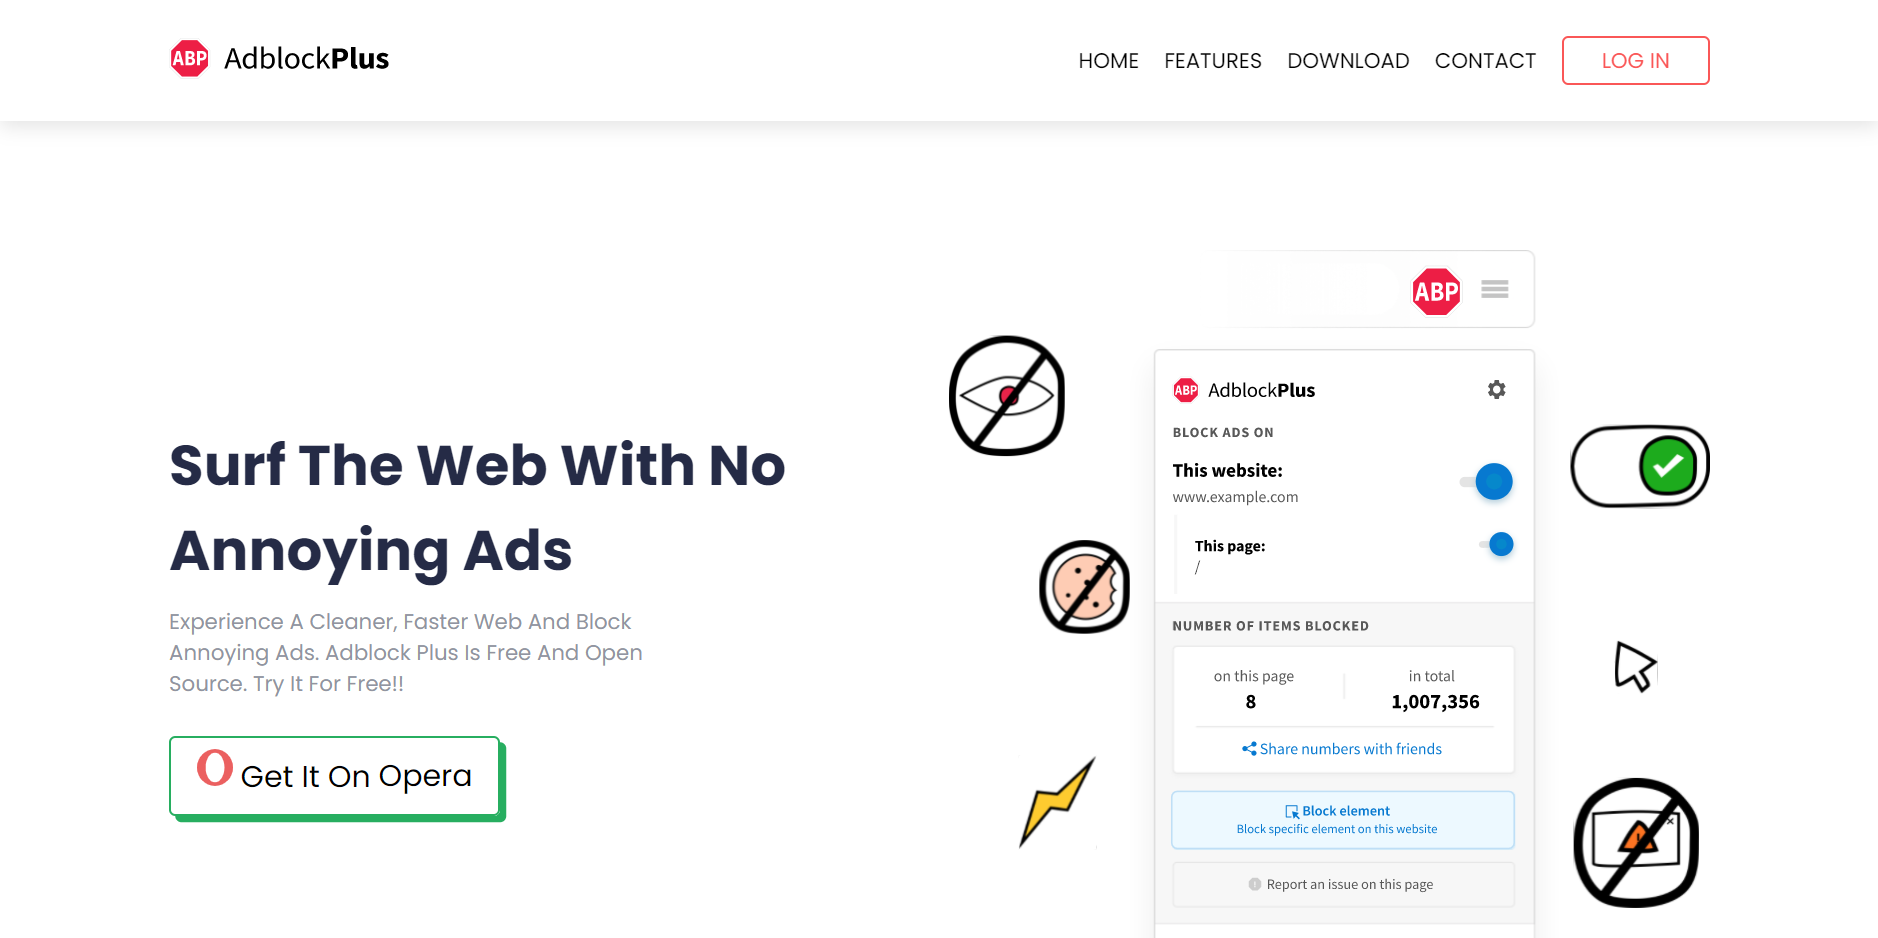 ABP AdblockPlus
HOME FEATURES DOWNLOAD CONTACT LOG IN
Surf The Web With No
Annoying Ads
Experience A Cleaner, Faster Web And Block
Annoying Ads. Adblock Plus Is Free And Open
Source. Try It For Free!!
Get It On Opera
ABP
ABP AdblockPlus
BLOCK ADS ON
This website:
www.example.com
This page:
/
NUMBER OF ITEMS BLOCKED
on this page in total
8 1,007,356
Share numbers with friends
Block element
Block specific element on this website
Report an issue on this page